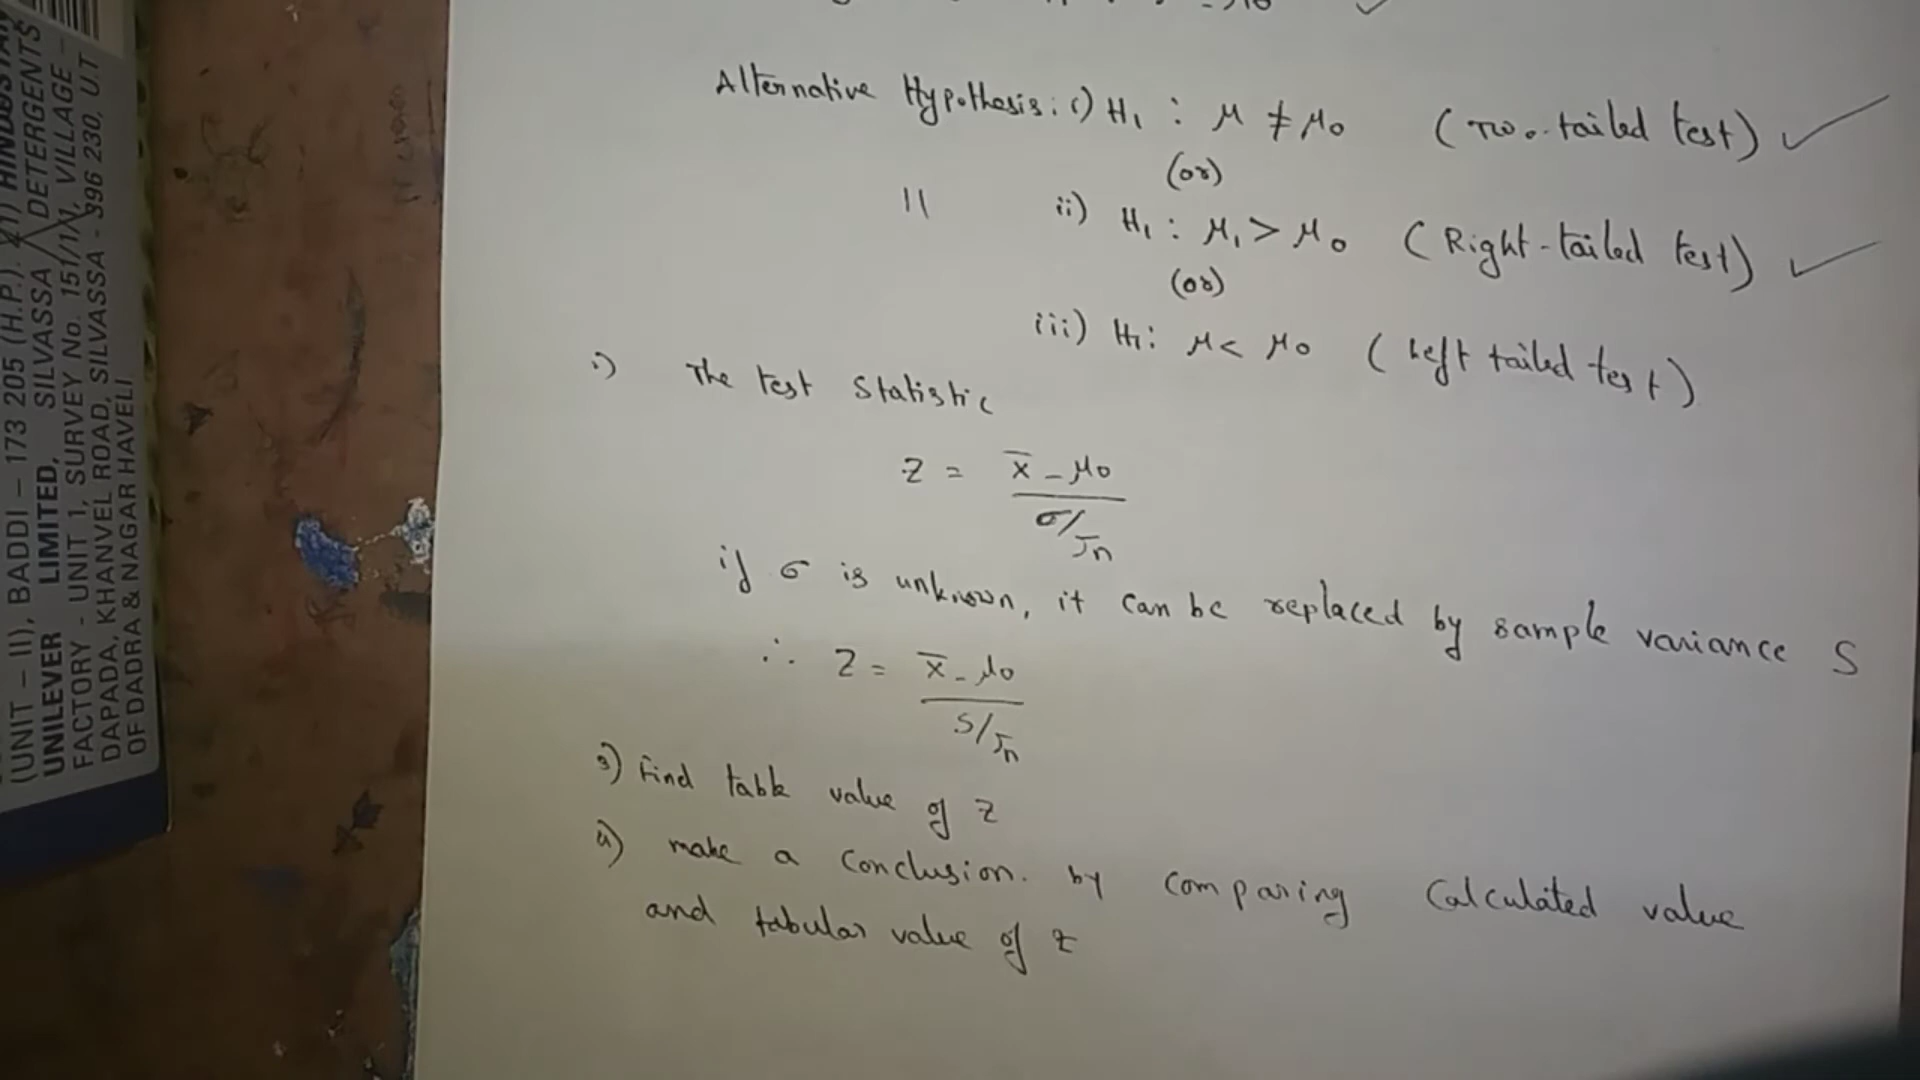 Alternative Hypothesis: i) H₁ : μ ≠ μ₀ (Two-tailed test) ✓
(or)
11 ii) H₁ : μ₁ > μ₀ (Right-tailed test) ✓
(or)
iii) H₁: μ < μ₀ (Left tailed test)
The test Statistic
Z = x̄ - μ₀
σ/√n
if σ is unknown, it can be replaced by sample variance S
∴ Z = x̄ - μ₀
S/√n
3) Find table value of z
4) make a Conclusion. by comparing Calculated value
and tabular value of z
(UNIT – II), BADDI – 173 205 (H.P.).
UNILEVER LIMITED, SILVASSA DETERGENTS
FACTORY - UNIT 1, SURVEY No. 151/1/1, VILLAGE -
DAPADA, KHANVEL ROAD, SILVASSA - 396 230, U T
OF DADRA & NAGAR HAVELI